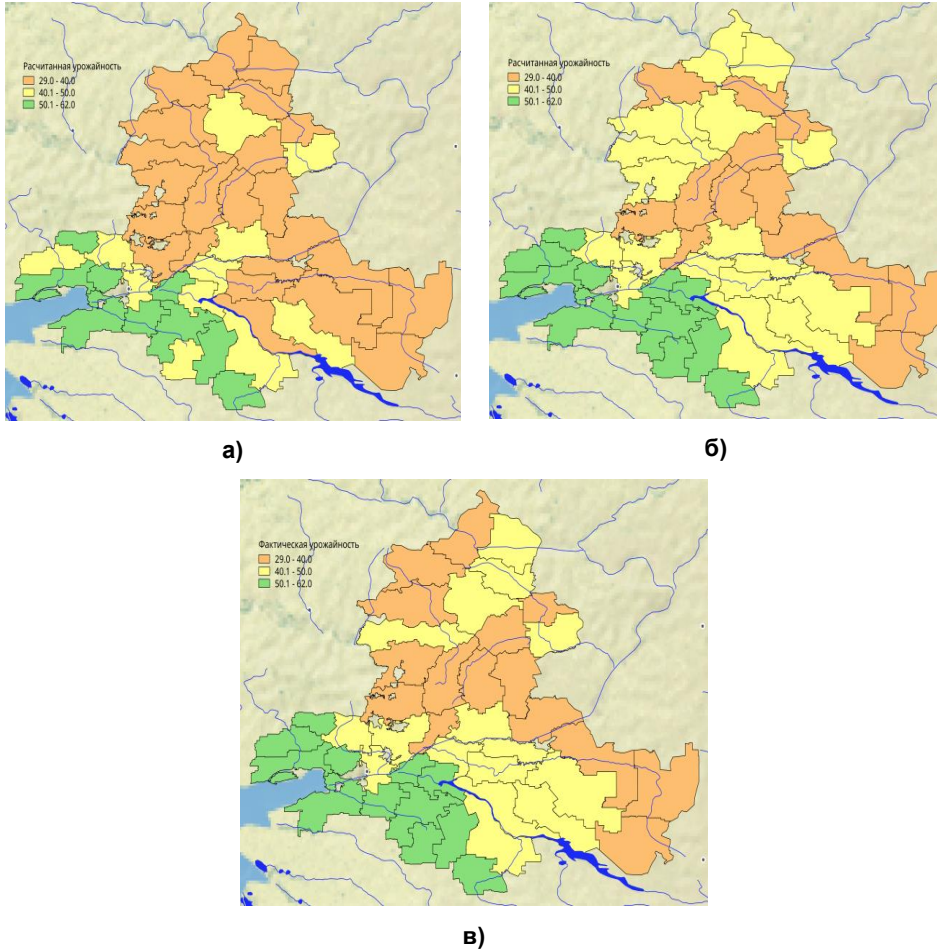 Расчитанная урожайность
29.0 - 40.0
40.1 - 50.0
50.1 - 62.0
Расчитанная урожайность
29.0 - 40.0
40.1 - 50.0
50.1 - 62.0
а)
б)
Фактическая урожайность
29.0 - 40.0
40.1 - 50.0
50.1 - 62.0
в)